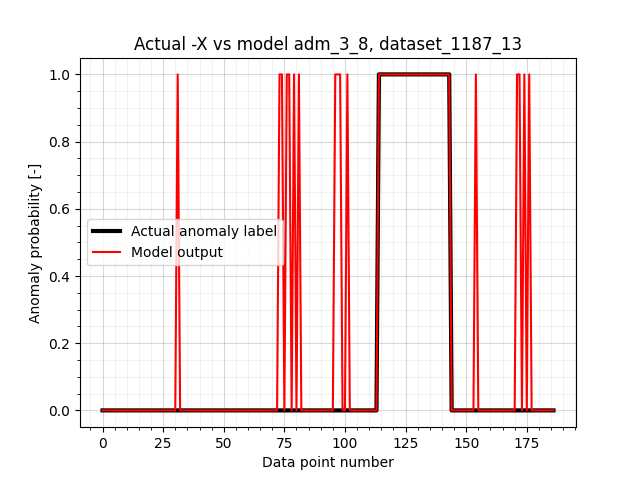 Actual -X vs model adm_3_8, dataset_1187_13
Anomaly probability [-]
1.0
0.8
0.6
0.4
0.2
0.0
Actual anomaly label
Model output
0 25 50 75 100 125 150 175
Data point number